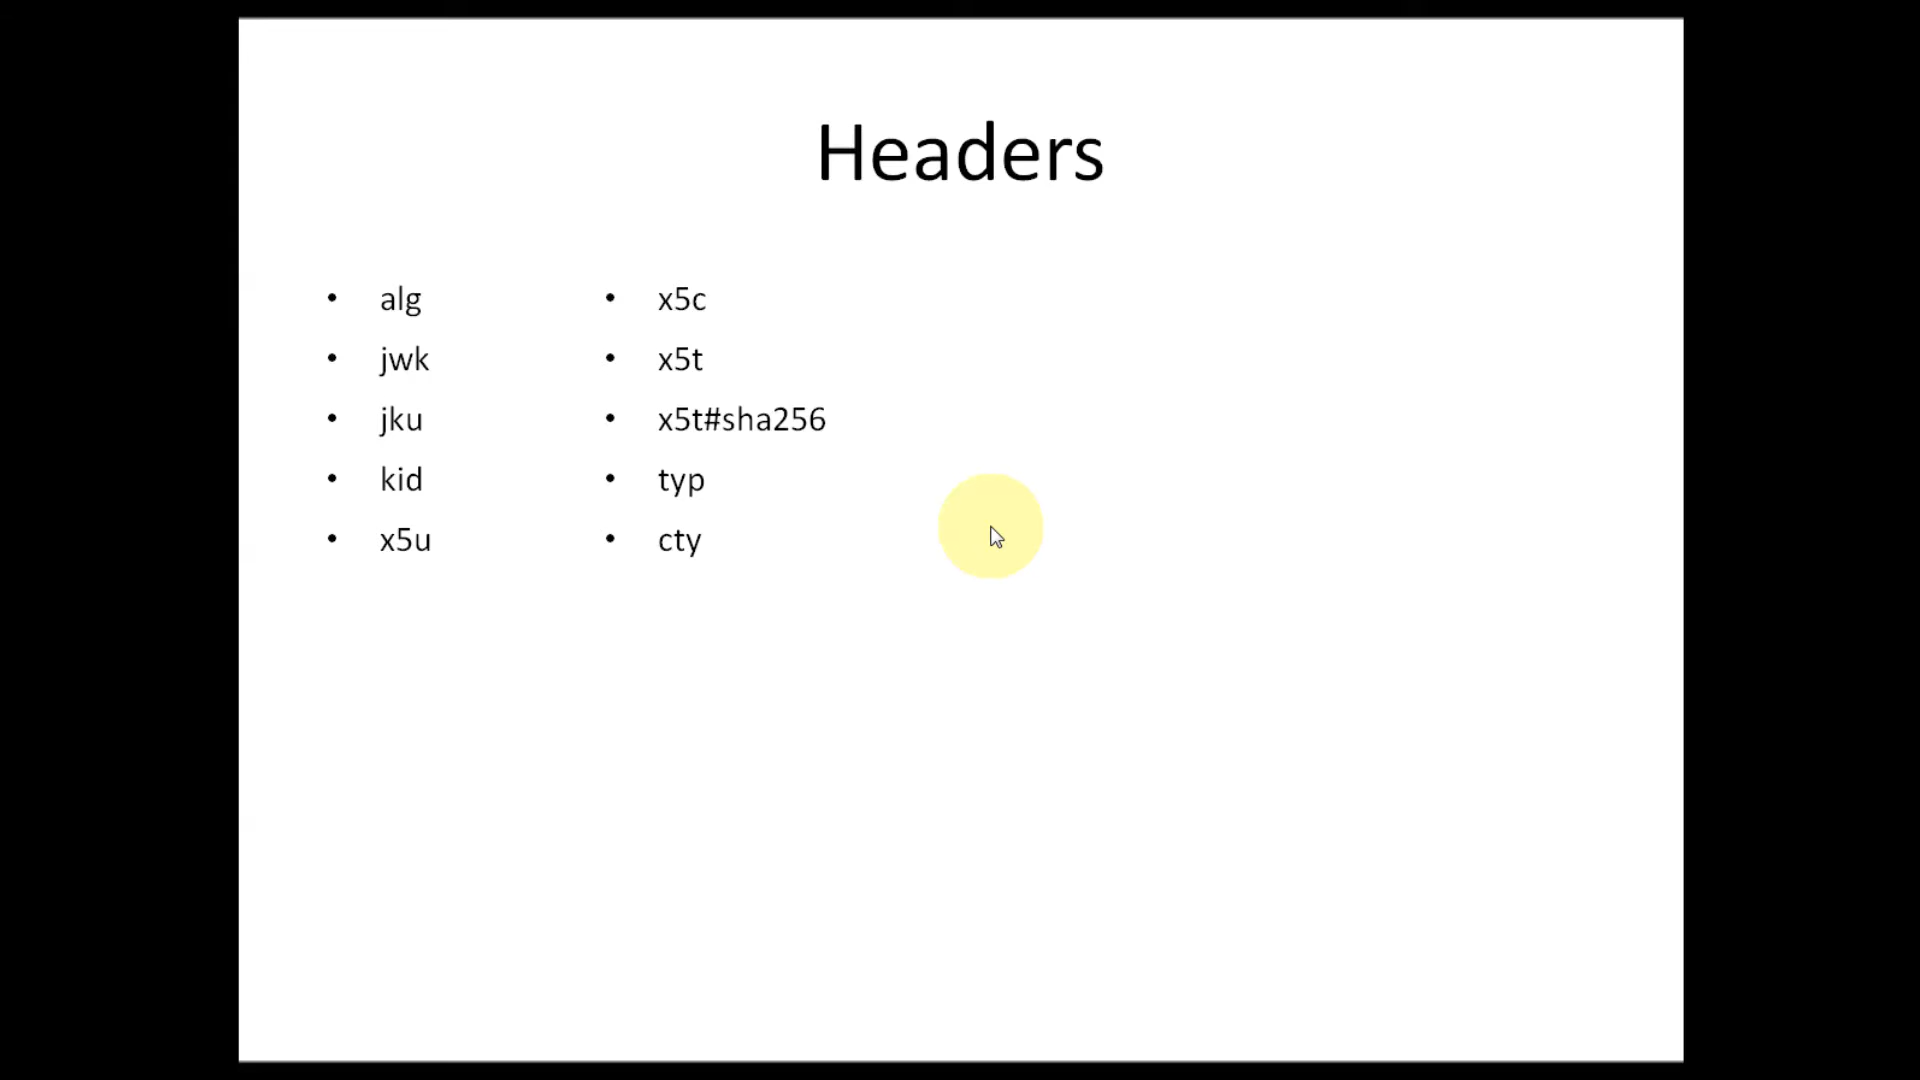 Headers
• alg
• jwk
• jku
• kid
• x5u
• x5c
• x5t
• x5t#sha256
• typ
• cty